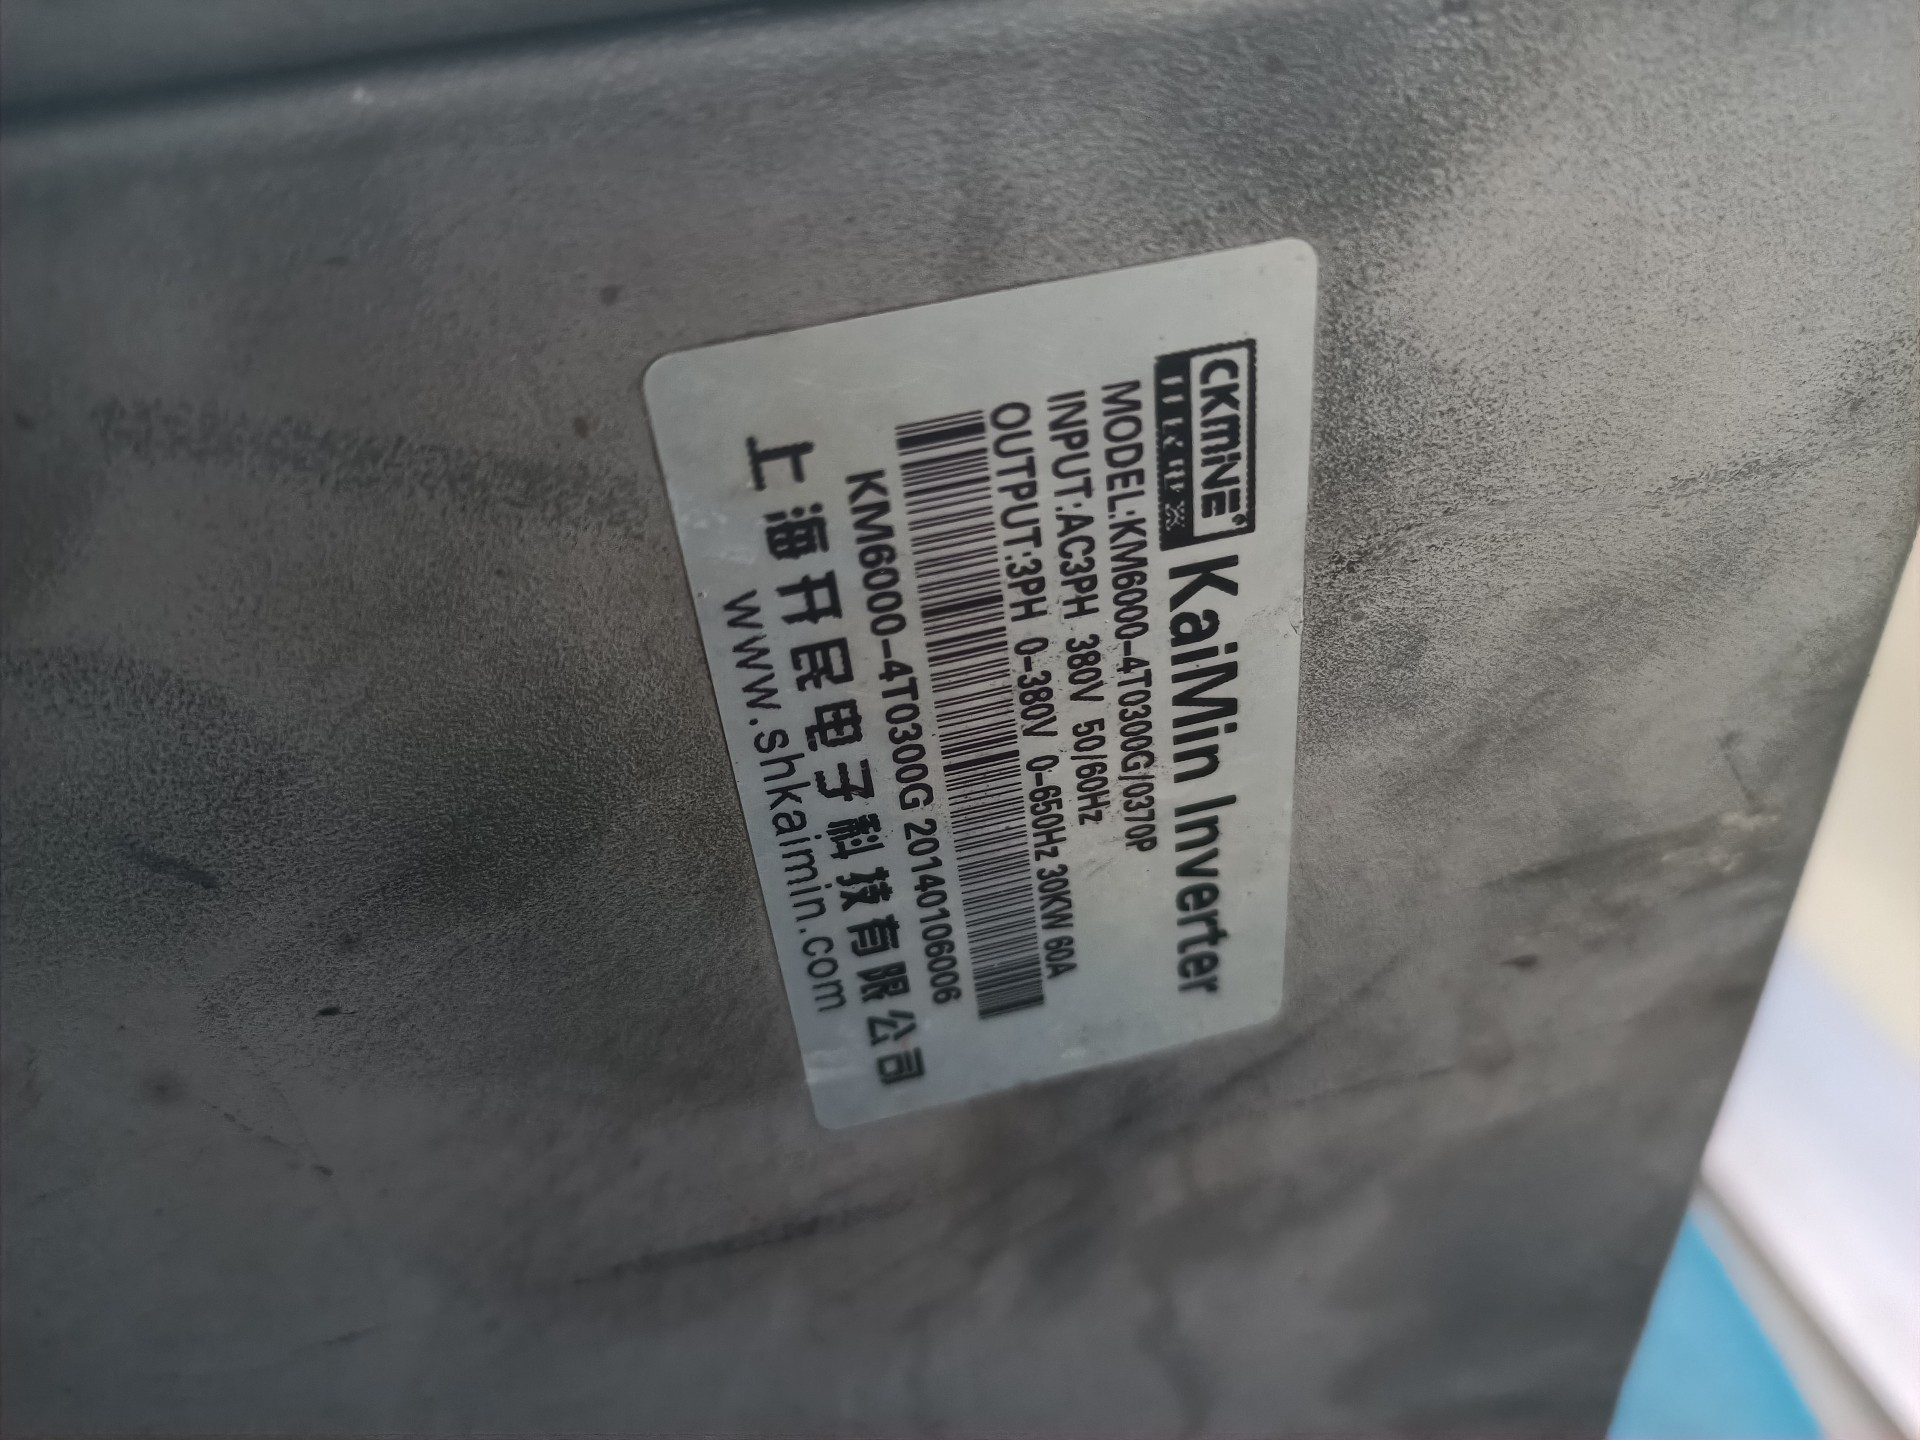 CKMINE® KaiMin Inverter
MODEL:KM6000-4T0300G/0370P
INPUT:AC3PH 380V 50/60Hz
OUTPUT:3PH 0-380V 0-650Hz 30KW 60A
KM6000-4T0300G 20140106006
上海开民电子科技有限公司
www.shkaimin.com